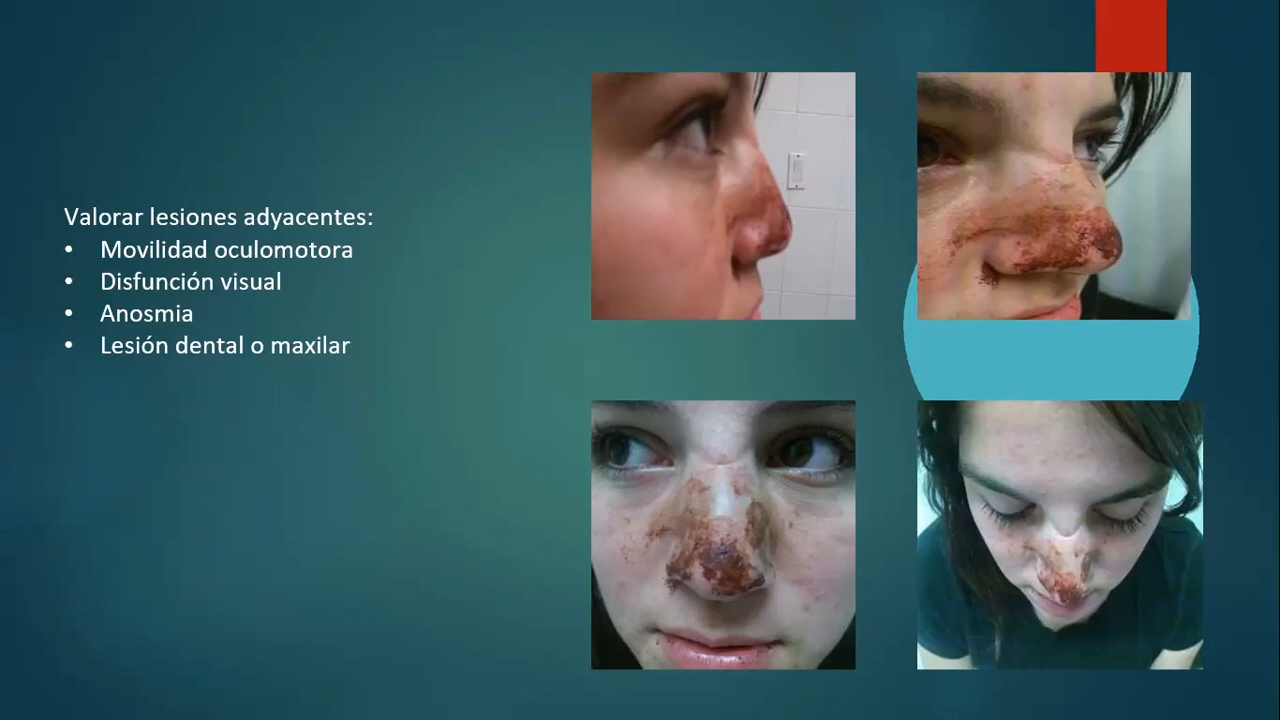 Valorar lesiones adyacentes:
• Movilidad oculomotora
• Disfunción visual
• Anosmia
• Lesión dental o maxilar